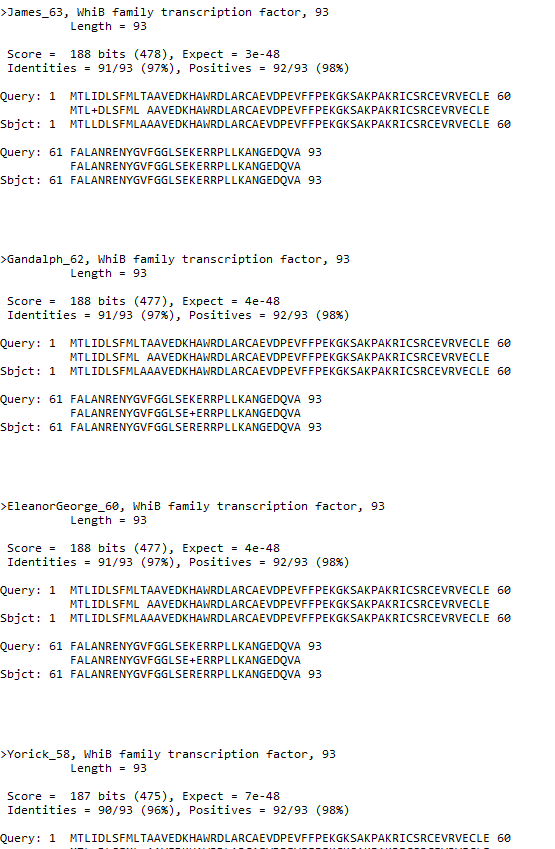 >James_63, WhiB family transcription factor, 93
Length = 93
Score = 188 bits (478), Expect = 3e-48
Identities = 91/93 (97%), Positives = 92/93 (98%)
Query: 1 MTLIDLSFMLTAAVEDKHAWRDLARCAEVDPEVFFPEKGKSAKPAKRICSRCEVRVECLE 60
MTL+DLSFML AAVEDKHAWRDLARCAEVDPEVFFPEKGKSAKPAKRICSRCEVRVECLE
Sbjct: 1 MTLLDLSFMLAAAVEDKHAWRDLARCAEVDPEVFFPEKGKSAKPAKRICSRCEVRVECLE 60
Query: 61 FALANRENYGVFGGLSEKERRPLLKANGEDQVA 93
FALANRENYGVFGGLSEKERRPLLKANGEDQVA
Sbjct: 61 FALANRENYGVFGGLSEKERRPLLKANGEDQVA 93
>Gandalph_62, WhiB family transcription factor, 93
Length = 93
Score = 188 bits (477), Expect = 4e-48
Identities = 91/93 (97%), Positives = 92/93 (98%)
Query: 1 MTLIDLSFMLTAAVEDKHAWRDLARCAEVDPEVFFPEKGKSAKPAKRICSRCEVRVECLE 60
MTLIDLSFML AAVEDKHAWRDLARCAEVDPEVFFPEKGKSAKPAKRICSRCEVRVECLE
Sbjct: 1 MTLIDLSFMLAAAVEDKHAWRDLARCAEVDPEVFFPEKGKSAKPAKRICSRCEVRVECLE 60
Query: 61 FALANRENYGVFGGLSEKERRPLLKANGEDQVA 93
FALANRENYGVFGGLSE+ERRPLLKANGEDQVA
Sbjct: 61 FALANRENYGVFGGLSERERRPLLKANGEDQVA 93
>EleanorGeorge_60, WhiB family transcription factor, 93
Length = 93
Score = 188 bits (477), Expect = 4e-48
Identities = 91/93 (97%), Positives = 92/93 (98%)
Query: 1 MTLIDLSFMLTAAVEDKHAWRDLARCAEVDPEVFFPEKGKSAKPAKRICSRCEVRVECLE 60
MTLIDLSFML AAVEDKHAWRDLARCAEVDPEVFFPEKGKSAKPAKRICSRCEVRVECLE
Sbjct: 1 MTLIDLSFMLAAAVEDKHAWRDLARCAEVDPEVFFPEKGKSAKPAKRICSRCEVRVECLE 60
Query: 61 FALANRENYGVFGGLSEKERRPLLKANGEDQVA 93
FALANRENYGVFGGLSE+ERRPLLKANGEDQVA
Sbjct: 61 FALANRENYGVFGGLSERERRPLLKANGEDQVA 93
>Yorick_58, WhiB family transcription factor, 93
Length = 93
Score = 187 bits (475), Expect = 7e-48
Identities = 90/93 (96%), Positives = 92/93 (98%)
Query: 1 MTLIDLSFMLTAAVEDKHAWRDLARCAEVDPEVFFPEKGKSAKPAKRICSRCEVRVECLE 60